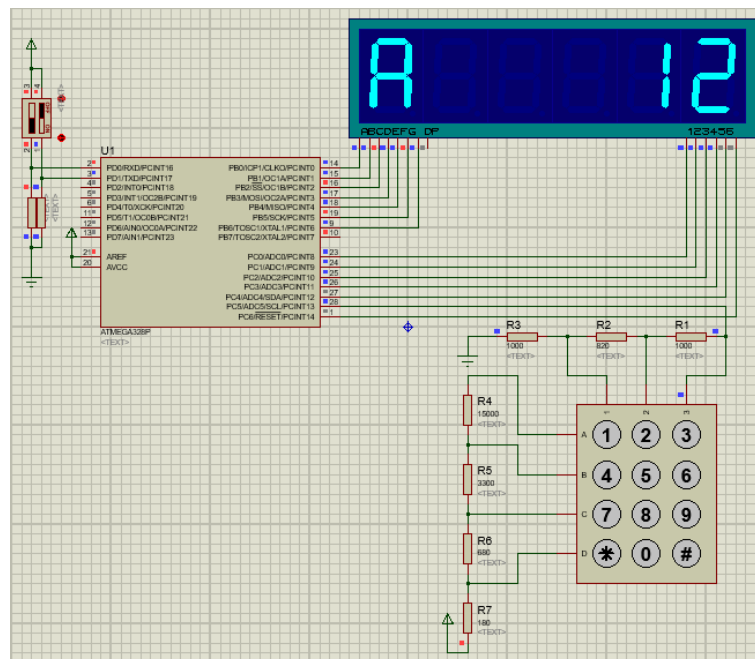 A 12
ABCDEFG DP
123456
3 4
OFF
ON
<TEXT>
2 1
U1
2 PD0/RXD/PCINT16 PB0/ICP1/CLKO/PCINT0 14
3 PD1/TXD/PCINT17 PB1/OC1A/PCINT1 15
4 PD2/INT0/PCINT18 PB2/SS/OC1B/PCINT2 16
5 PD3/INT1/OC2B/PCINT19 PB3/MOSI/OC2A/PCINT3 17
6 PD4/T0/XCK/PCINT20 PB4/MISO/PCINT4 18
11 PD5/T1/OC0B/PCINT21 PB5/SCK/PCINT5 19
12 PD6/AIN0/OC0A/PCINT22 PB6/TOSC1/XTAL1/PCINT6 9
13 PD7/AIN1/PCINT23 PB7/TOSC2/XTAL2/PCINT7 10
21 AREF PC0/ADC0/PCINT8 23
20 AVCC PC1/ADC1/PCINT9 24
PC2/ADC2/PCINT10 25
PC3/ADC3/PCINT11 26
PC4/ADC4/SDA/PCINT12 27
PC5/ADC5/SCL/PCINT13 28
PC6/RESET/PCINT14 1
ATMEGA328P
<TEXT>
R3 R2 R1
1000 820 1000
<TEXT> <TEXT> <TEXT>
R4
15000
<TEXT>
R5
3300
<TEXT>
R6
680
<TEXT>
R7
180
<TEXT>
1 2 3
A 1 2 3
B 4 5 6
C 7 8 9
D * 0 #